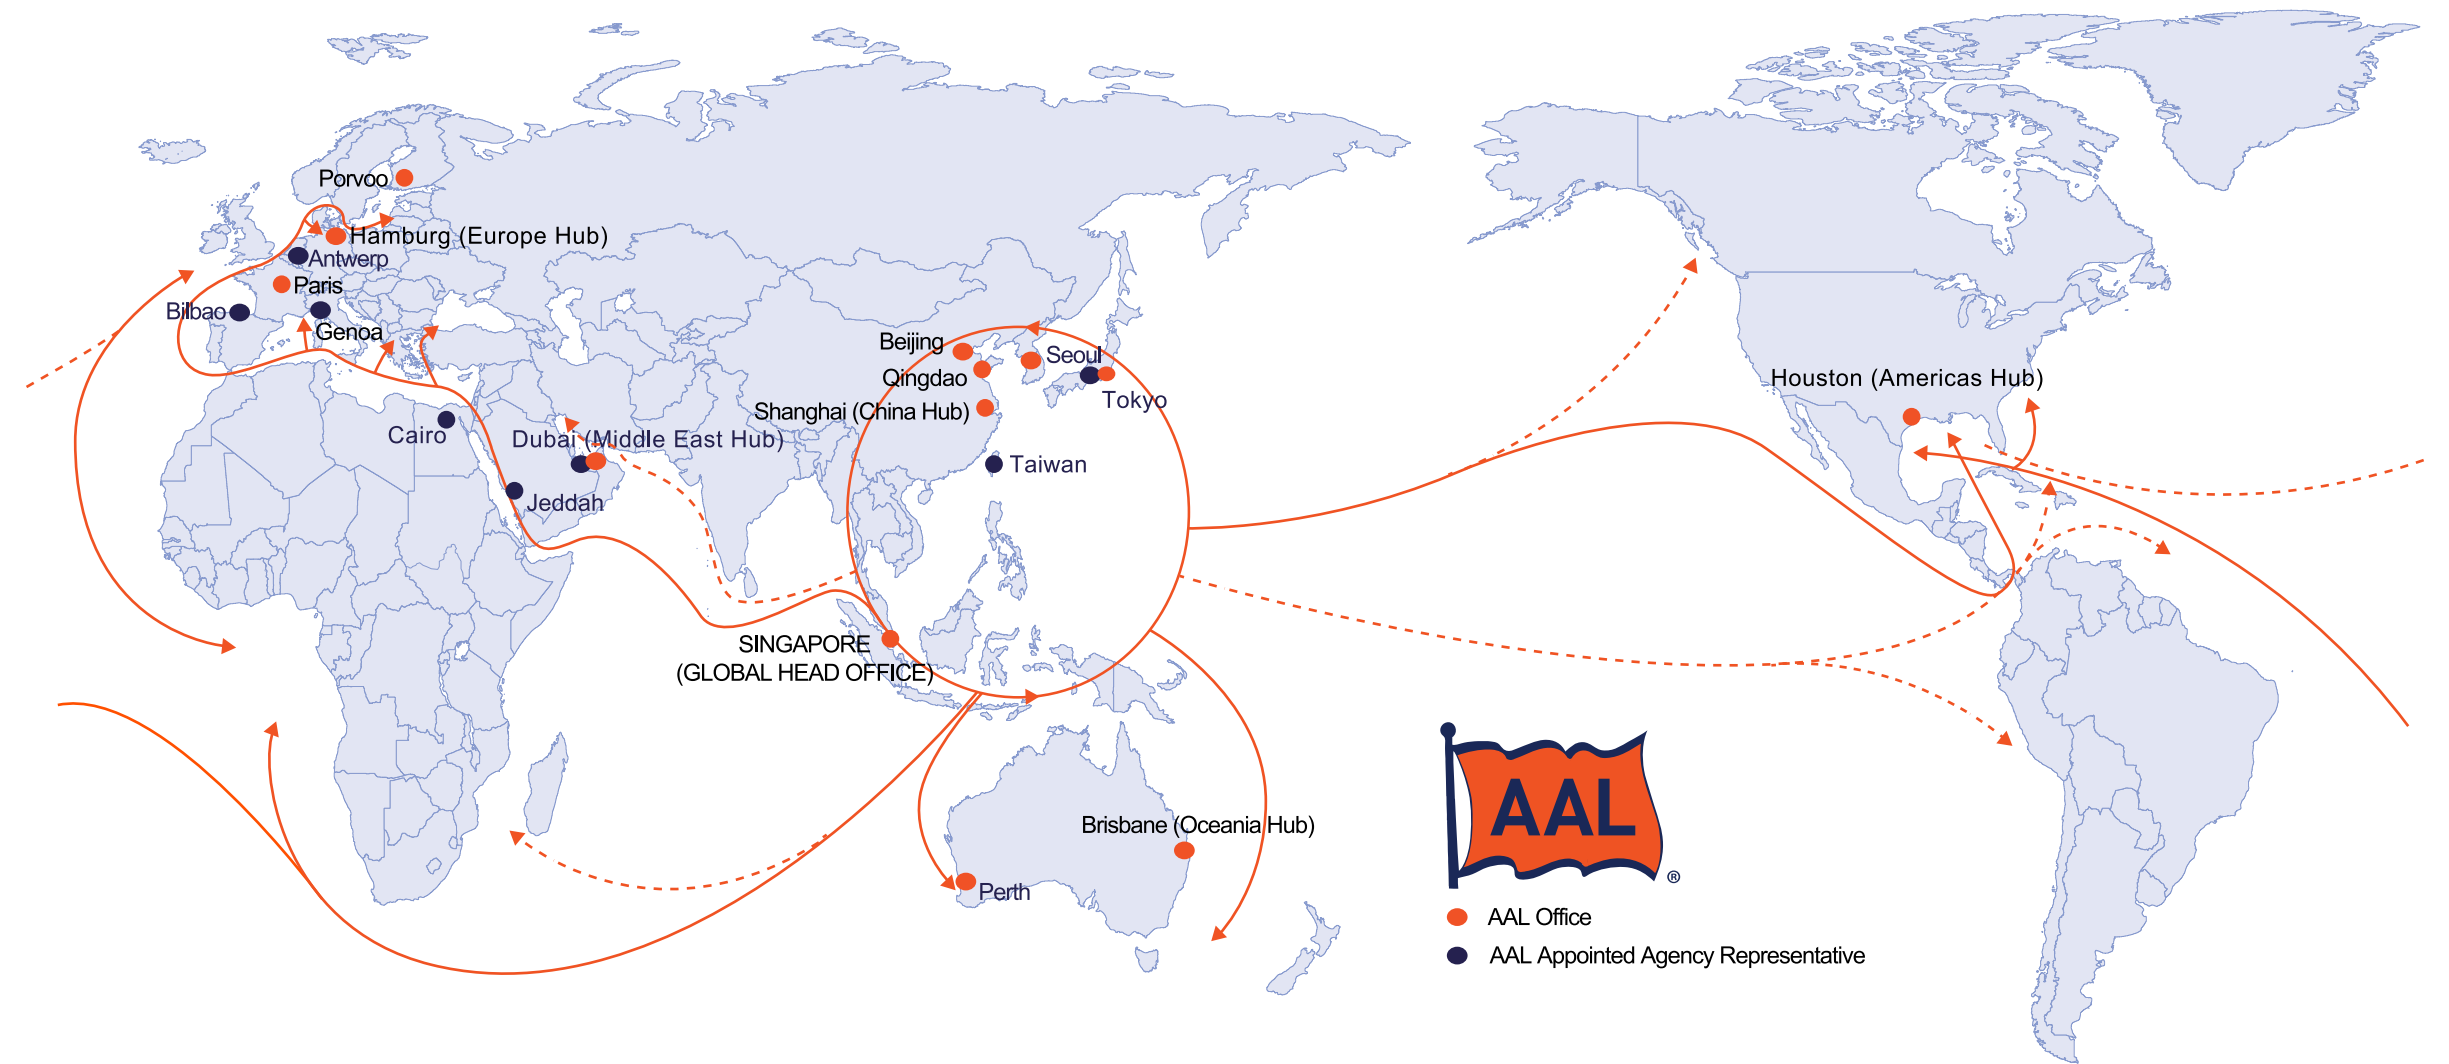 Porvoo
Hamburg (Europe Hub)
Antwerp
Paris
Bilbao
Genoa
Beijing
Seoul
Qingdao
Houston (Americas Hub)
Tokyo
Shanghai (China Hub)
Cairo
Dubai (Middle East Hub)
Taiwan
Jeddah
SINGAPORE
(GLOBAL HEAD OFFICE)
AAL
®
Brisbane (Oceania Hub)
Perth
AAL Office
AAL Appointed Agency Representative